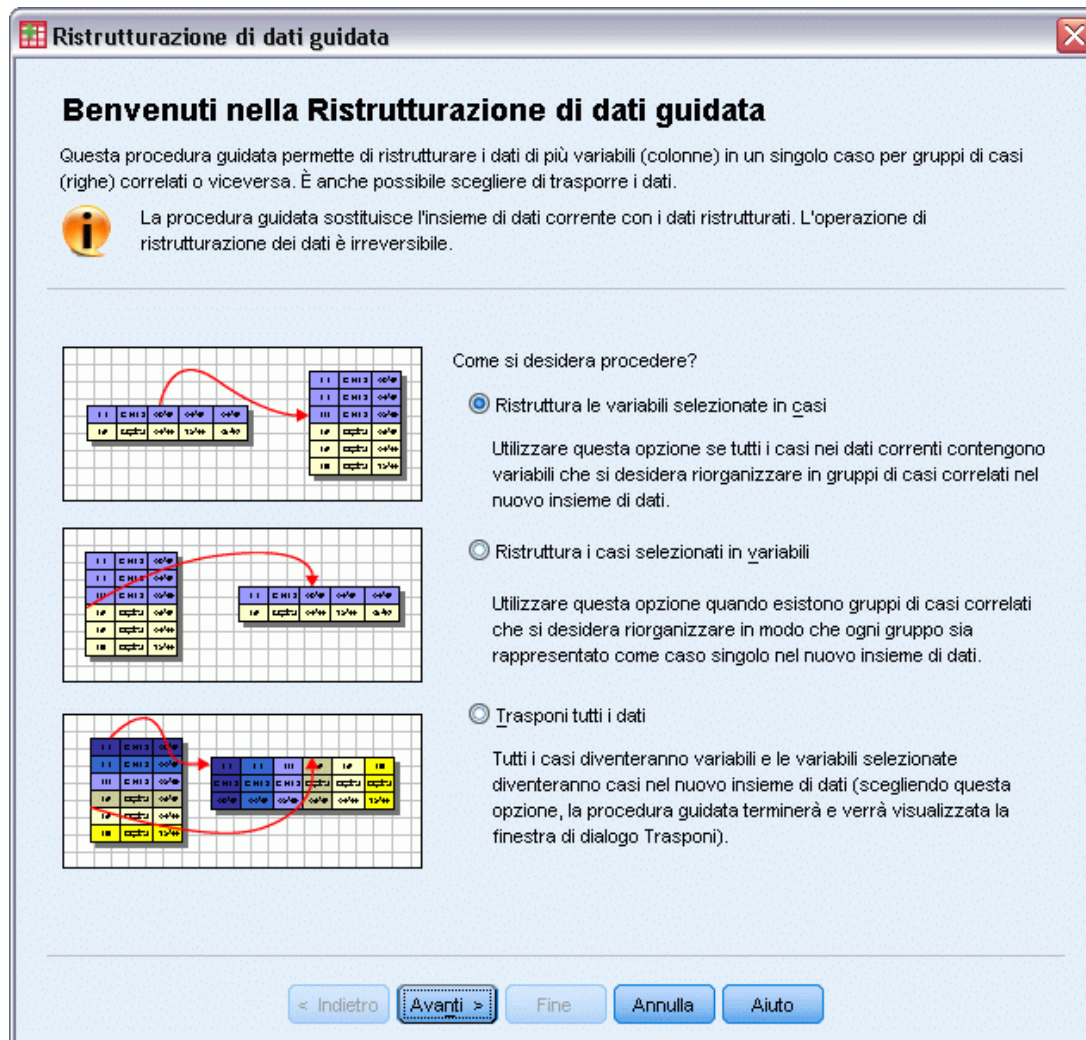 Ristrutturazione di dati guidata
Benvenuti nella Ristrutturazione di dati guidata
Questa procedura guidata permette di ristrutturare i dati di più variabili (colonne) in un singolo caso per gruppi di casi
(righe) correlati o viceversa. È anche possibile scegliere di trasporre i dati.
La procedura guidata sostituisce l'insieme di dati corrente con i dati ristrutturati. L'operazione di
ristrutturazione dei dati è irreversibile.
Come si desidera procedere?
Ristruttura le variabili selezionate in casi
Utilizzare questa opzione se tutti i casi nei dati correnti contengono
variabili che si desidera riorganizzare in gruppi di casi correlati nel
nuovo insieme di dati.
Ristruttura i casi selezionati in variabili
Utilizzare questa opzione quando esistono gruppi di casi correlati
che si desidera riorganizzare in modo che ogni gruppo sia
rappresentato come caso singolo nel nuovo insieme di dati.
Trasponi tutti i dati
Tutti i casi diventeranno variabili e le variabili selezionate
diventeranno casi nel nuovo insieme di dati (scegliendo questa
opzione, la procedura guidata terminerà e verrà visualizzata la
finestra di dialogo Trasponi).
< Indietro
Avanti >
Fine
Annulla
Aiuto